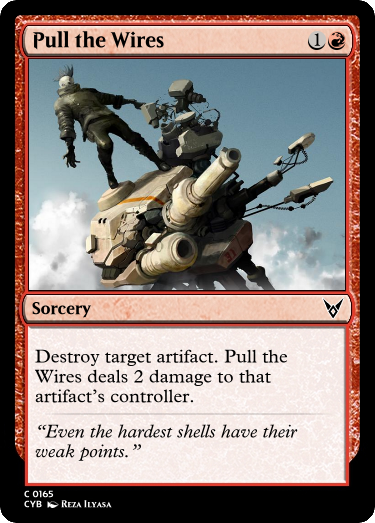 Pull the Wires 1
Sorcery
Destroy target artifact. Pull the
Wires deals 2 damage to that
artifact's controller.
“Even the hardest shells have their
weak points.”
C 0165
CYB Reza Ilyasa